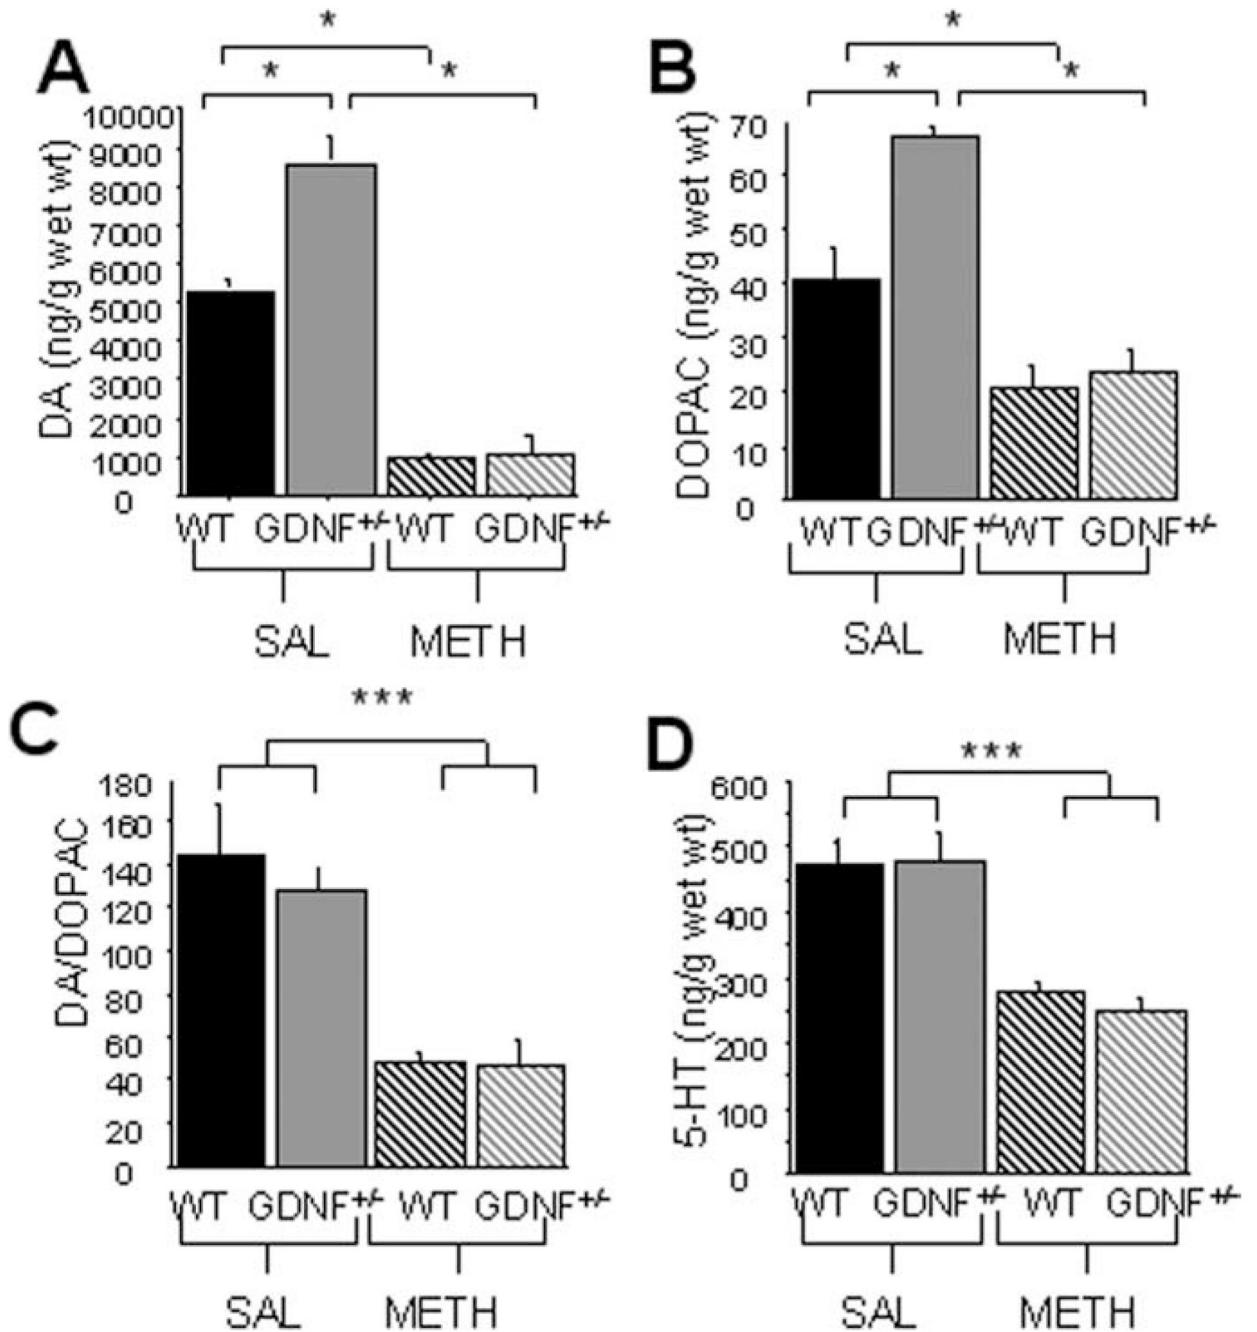 A
*
*
*
DA (ng/g wet wt)
10000
9000
8000
7000
6000
5000
4000
3000
2000
1000
0
WT GDNF+/- WT GDNF+/-
SAL METH
B
*
*
*
DOPAC (ng/g wet wt)
70
60
50
40
30
20
10
0
WT GDNF+/- WT GDNF+/-
SAL METH
C
***
DA/DOPAC
180
160
140
120
100
80
60
40
20
0
WT GDNF+/- WT GDNF+/-
SAL METH
D
***
5-HT (ng/g wet wt)
600
500
400
300
200
100
0
WT GDNF+/- WT GDNF+/-
SAL METH